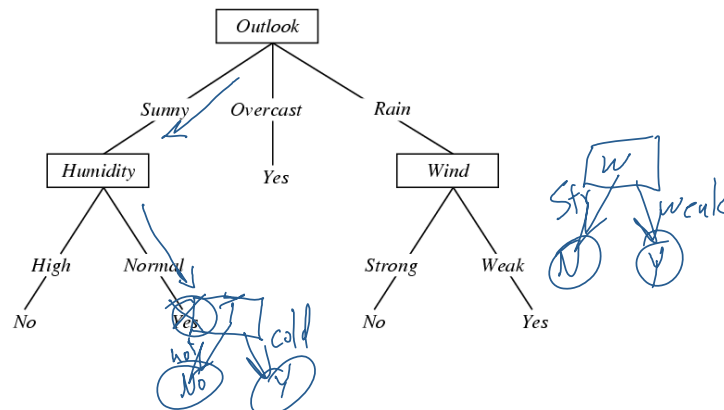 Outlook
Sunny Overcast Rain
Humidity Yes Wind W
Str Weak
High Normal Strong Weak N Y
No Yes T No Yes
hot cold
No Y